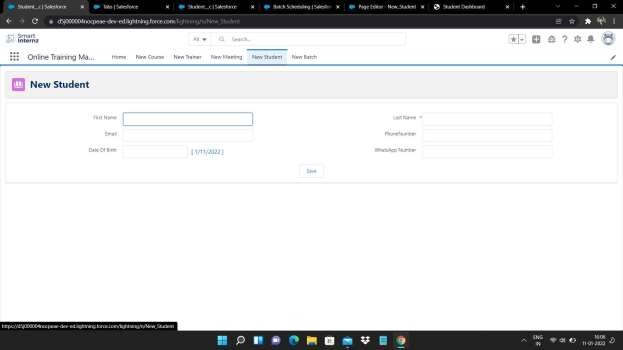 Student__c | Salesforce
Tabs | Salesforce
Student__c | Salesforce
Batch Scheduling | Salesforce
Page Editor - New_Student
Student Dashboard
d5j000004nocpeae-dev-ed.lightning.force.com/lightning/n/New_Student
Smart
Internz
All
Search...
Online Training Ma...
Home
New Course
New Trainer
New Meeting
New Student
New Batch
New Student
First Name
Last Name
Email
PhoneNumber
Date Of Birth
[ 1/11/2022 ]
WhatsApp Number
Save
https://d5j000004nocpeae-dev-ed.lightning.force.com/lightning/n/New_Student
ENG
IN
16:08
11-01-2022